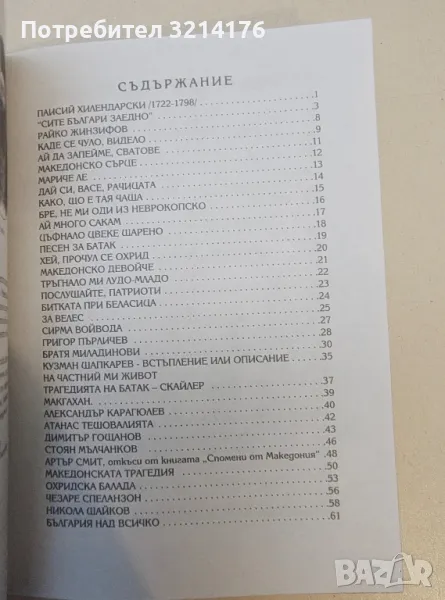 Потребител 3214176
СЪДЪРЖАНИЕ
ПАИСИЙ ХИЛЕНДАРСКИ /1722-1798/ 1
"СИТЕ БЪЛГАРИ ЗАЕДНО" 3
РАЙКО ЖИНЗИФОВ 8
КАДЕ СЕ ЧУЛО, ВИДЕЛО 9
АЙ ДА ЗАПЕЙМЕ, СВАТОВЕ 11
МАКЕДОНСКО СЪРЦЕ 12
МАРИЧЕ ЛЕ 13
ДАЙ СИ, ВАСЕ, РАЧИЦАТА 14
КАКО, ЩО Е ТАЯ ЧАША 15
БРЕ, НЕ МИ ОДИ ИЗ НЕВРОКОПСКО 16
АЙ МНОГО САКАМ 17
ЦЪФНАЛО ЦВЕКЕ ШАРЕНО 18
ПЕСЕН ЗА БАТАК 19
ХЕЙ, ПРОЧУЛ СЕ ОХРИД 20
МАКЕДОНСКО ДЕВОЙЧЕ 21
ТРЪГНАЛО МИ ЛУДО-МЛАДО 22
ПОСЛУШАЙТЕ, ПАТРИОТИ 23
БИТКАТА ПРИ БЕЛАСИЦА 24
ЗА ВЕЛЕС 25
СИРМА ВОЙВОДА 27
ГРИГОР ПЪРЛИЧЕВ 28
БРАТЯ МИЛАДИНОВИ 30
КУЗМАН ШАПКАРЕВ - ВСТЪПЛЕНИЕ ИЛИ ОПИСАНИЕ 35
НА ЧАСТНИЙ МИ ЖИВОТ
ТРАГЕДИЯТА НА БАТАК – СКАЙЛЕР 37
МАКГАХАН. 39
АЛЕКСАНДЪР КАРАГЮЛЕВ 40
АТАНАС ТЕШОВАЛИЯТА 42
ДИМИТЪР ГОЩАНОВ 43
СТОЯН МЪЛЧАНКОВ 46
АРТЪР СМИТ, откъси от книгата „Спомени от Македония" 48
МАКЕДОНСКАТА ТРАГЕДИЯ 50
ОХРИДСКА БАЛАДА 53
ЧЕЗАРЕ СПЕЛАНЗОН 56
НИКОЛА ШАЙКОВ 58
БЪЛГАРИЯ НАД ВСИЧКО 61
BAZAR